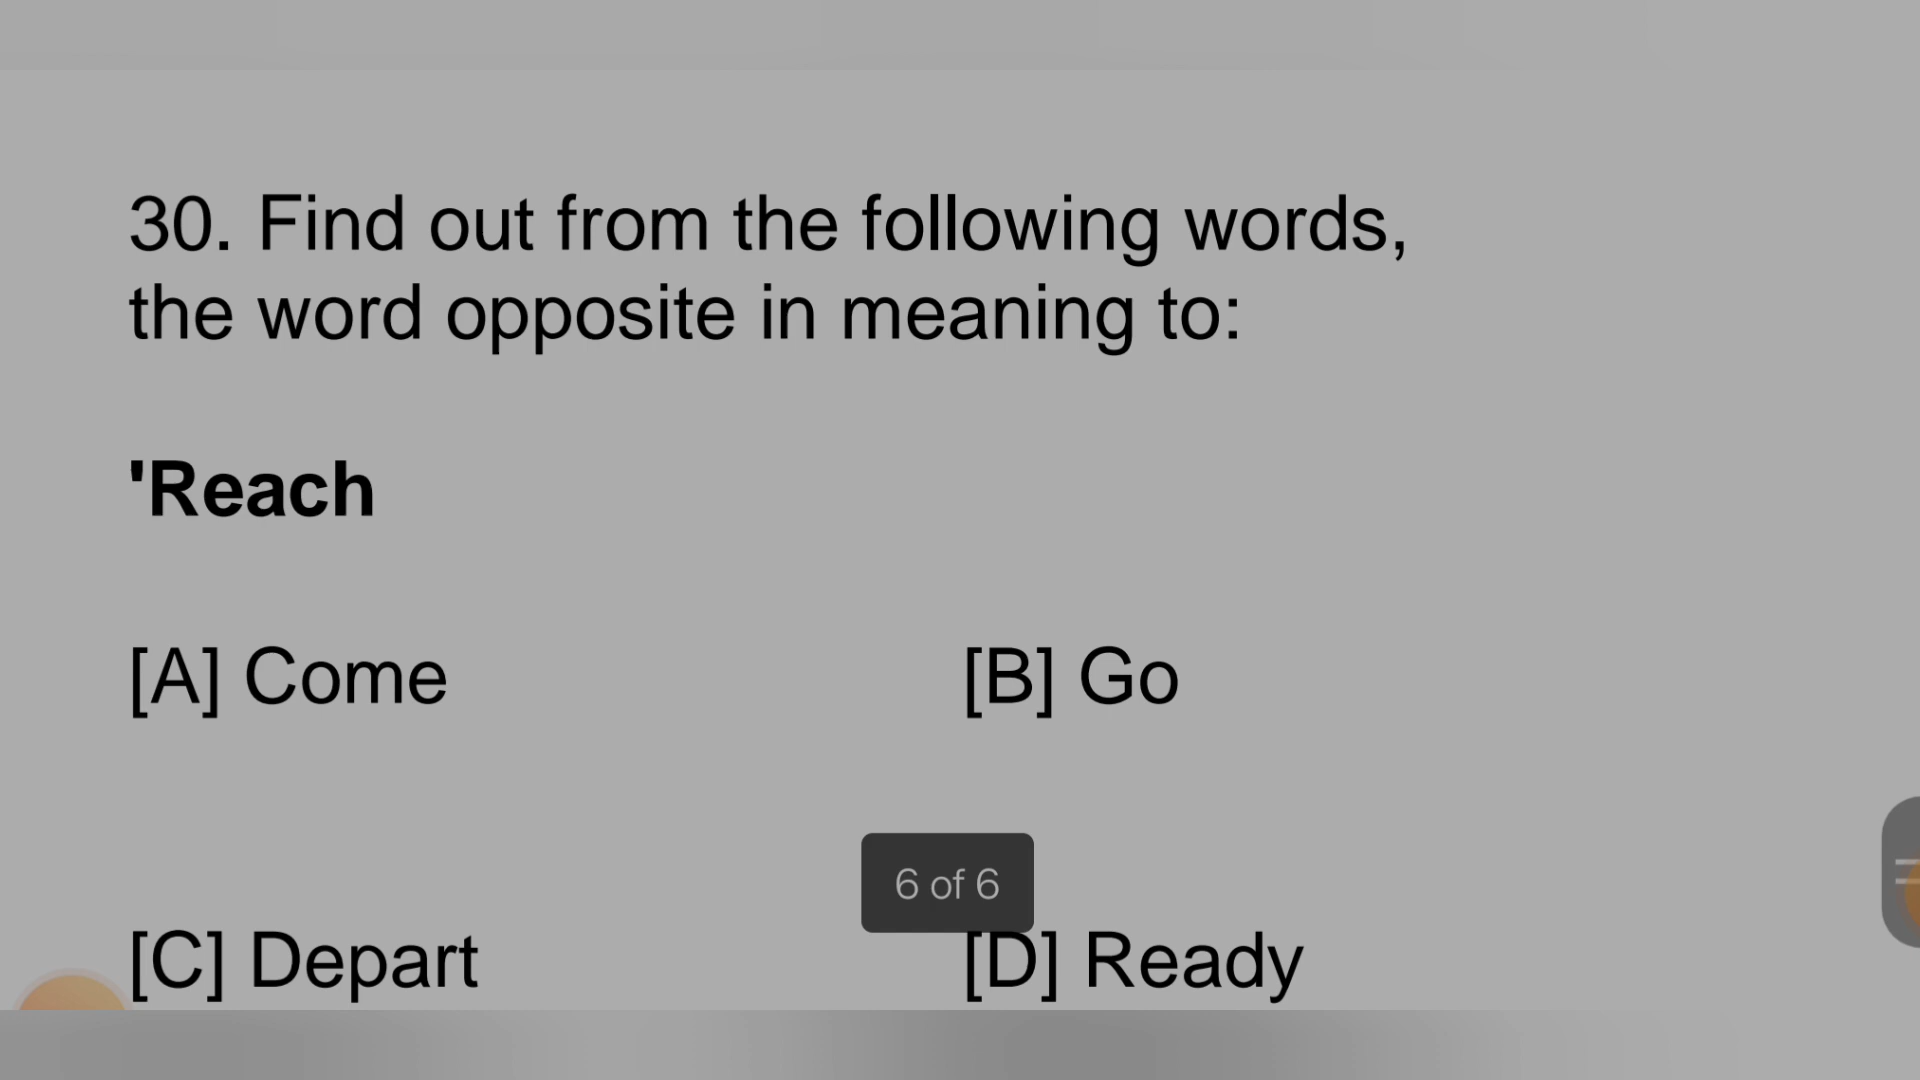 30. Find out from the following words,
the word opposite in meaning to:
'Reach
[A] Come
[B] Go
6 of 6
[C] Depart
[D] Ready